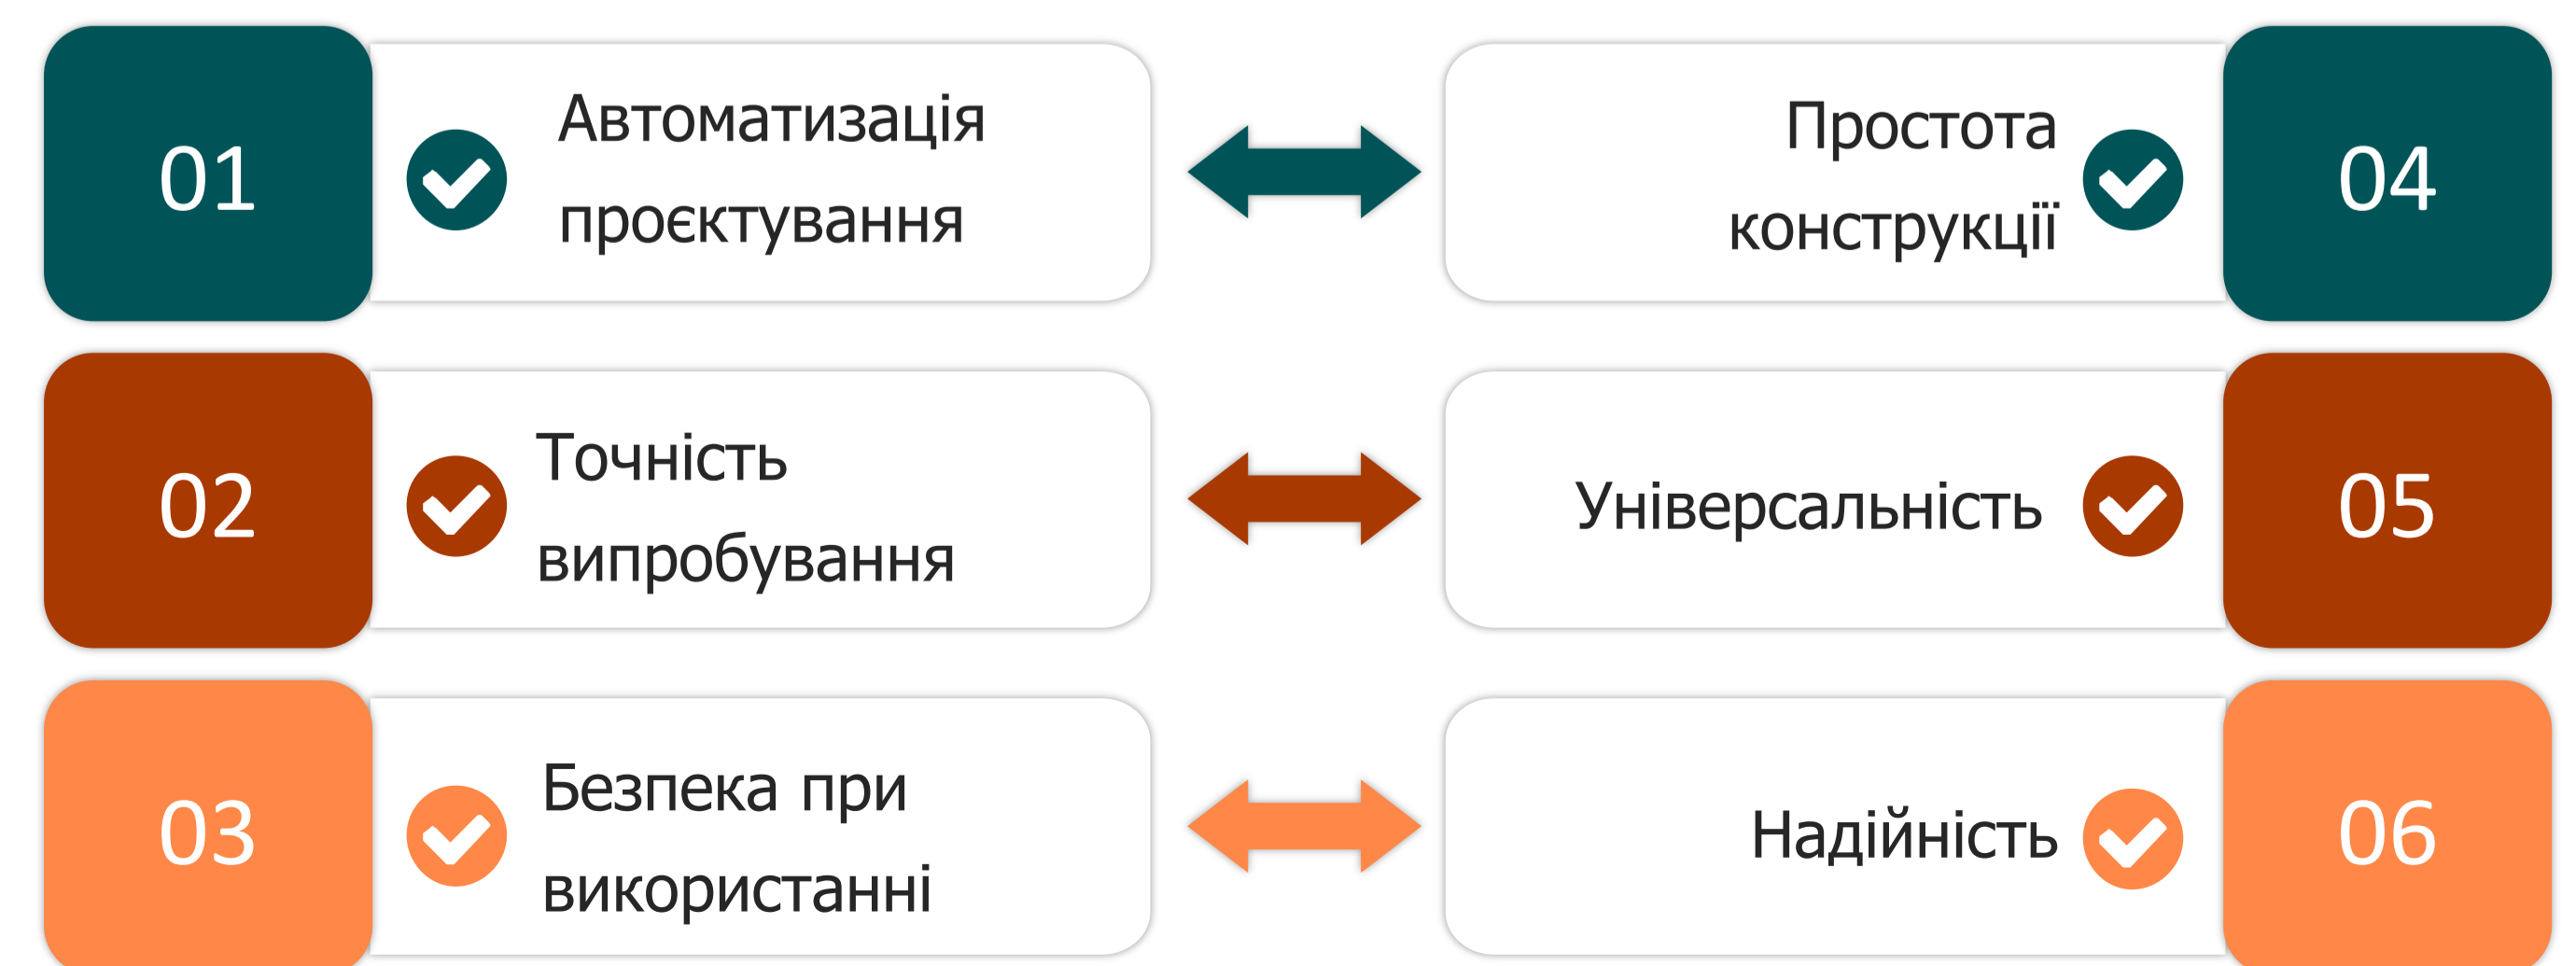 01
Автоматизація
проєктування
Простота
конструкції
04
02
Точність
випробування
Універсальність
05
03
Безпека при
використанні
Надійність
06